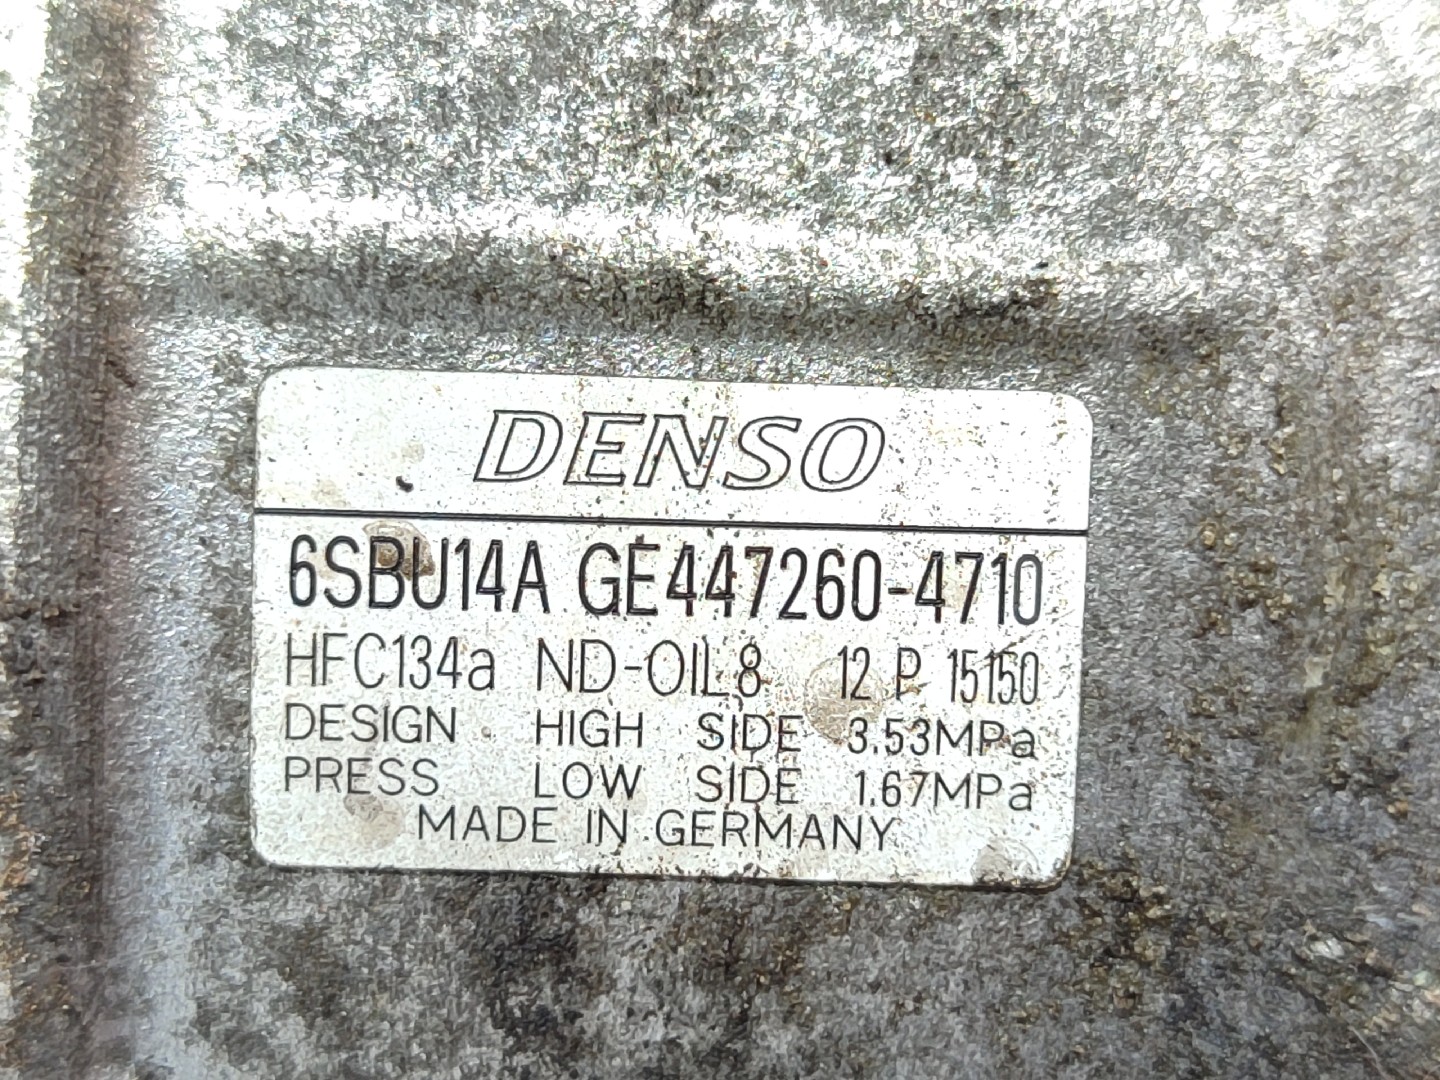 DENSO
6SBU14A GE447260-4710
HFC134a ND-OIL8 12 P 15150
DESIGN HIGH SIDE 3.53MPa
PRESS LOW SIDE 1.67MPa
MADE IN GERMANY